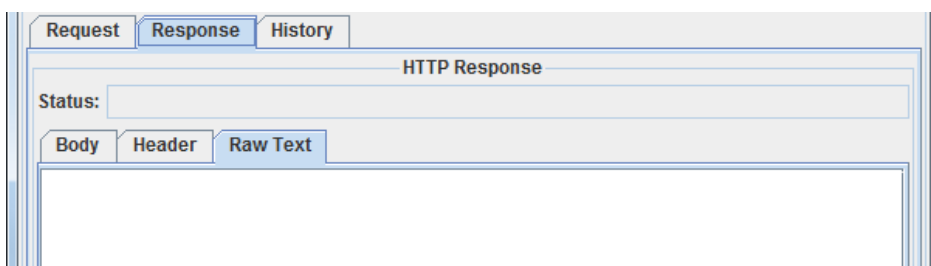 Request Response History
HTTP Response
Status:
Body Header Raw Text